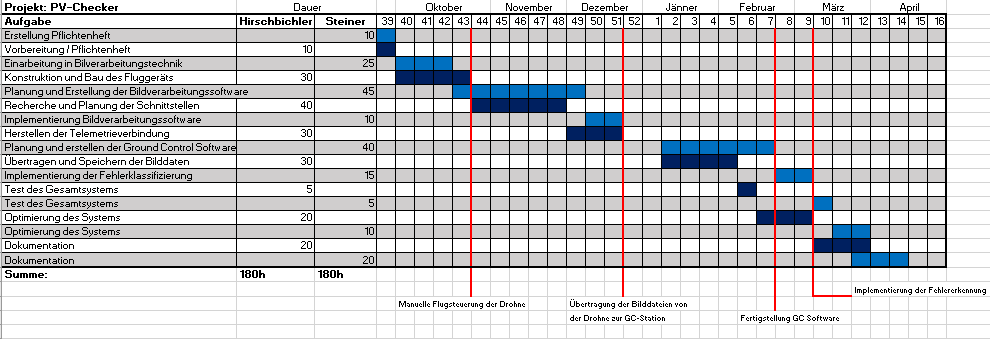 Projekt: PV-Checker Dauer Oktober November Dezember Jänner Februar März April
Aufgabe Hirschbichler Steiner 39 40 41 42 43 44 45 46 47 48 49 50 51 52 1 2 3 4 5 6 7 8 9 10 11 12 13 14 15 16
Erstellung Pflichtenheft 10
Vorbereitung / Pflichtenheft 10
Einarbeitung in Bilverarbeitungstechnik 25
Konstruktion und Bau des Fluggeräts 30
Planung und Erstellung der Bildverarbeitungssoftware 45
Recherche und Planung der Schnittstellen 40
Implementierung Bildverarbeitungssoftware 10
Herstellen der Telemetrieverbindung 30
Planung und erstellen der Ground Control Software 40
Übertragen und Speichern der Bilddaten 30
Implementierung der Fehlerklassifizierung 15
Test des Gesamtsystems 5
Test des Gesamtsystems 5
Optimierung des Systems 20
Optimierung des Systems 10
Dokumentation 20
Dokumentation 20
Summe: 180h 180h
Implementierung der Fehlererkennung
Manuelle Flugsteuerung der Drohne
Übertragung der Bilddateien von
der Drohne zur GC-Station
Fertigstellung GC Software